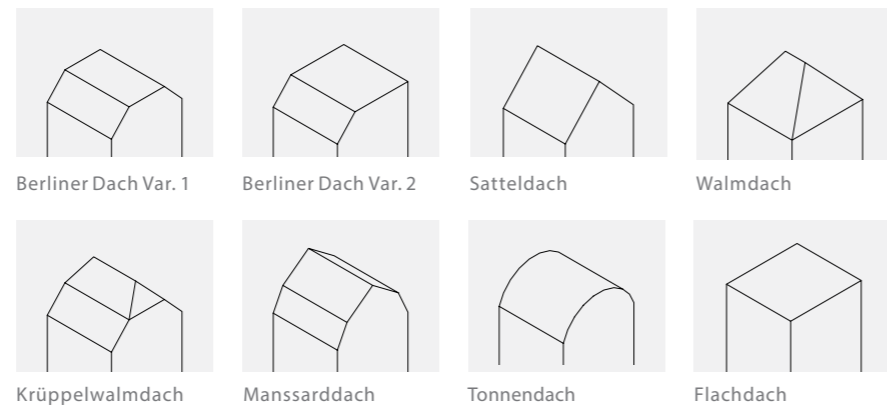 Berliner Dach Var. 1
Berliner Dach Var. 2
Satteldach
Walmdach
Krüppelwalmdach
Manssarddach
Tonnendach
Flachdach